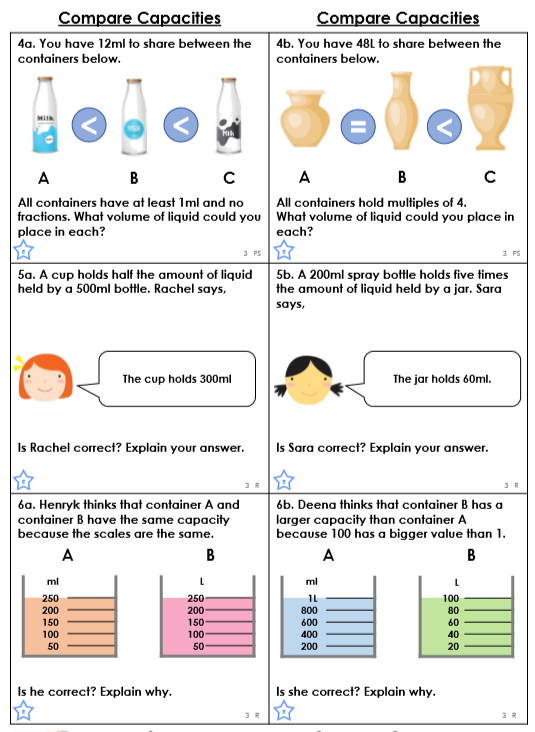 Compare Capacities
Compare Capacities
4a. You have 12ml to share between the
containers below.
Milk
<
<
Milk
A
B
C
All containers have at least 1ml and no
fractions. What volume of liquid could you
place in each?
E
3 PS
4b. You have 48L to share between the
containers below.
=
<
A
B
C
All containers hold multiples of 4.
What volume of liquid could you place in
each?
E
3 PS
5a. A cup holds half the amount of liquid
held by a 500ml bottle. Rachel says,
The cup holds 300ml
Is Rachel correct? Explain your answer.
E
3 R
5b. A 200ml spray bottle holds five times
the amount of liquid held by a jar. Sara
says,
The jar holds 60ml.
Is Sara correct? Explain your answer.
E
3 R
6a. Henryk thinks that container A and
container B have the same capacity
because the scales are the same.
A
B
ml
250
200
150
100
50
L
250
200
150
100
50
Is he correct? Explain why.
E
3 R
6b. Deena thinks that container B has a
larger capacity than container A
because 100 has a bigger value than 1.
A
B
ml
1L
800
600
400
200
L
100
80
60
40
20
Is she correct? Explain why.
E
3 R